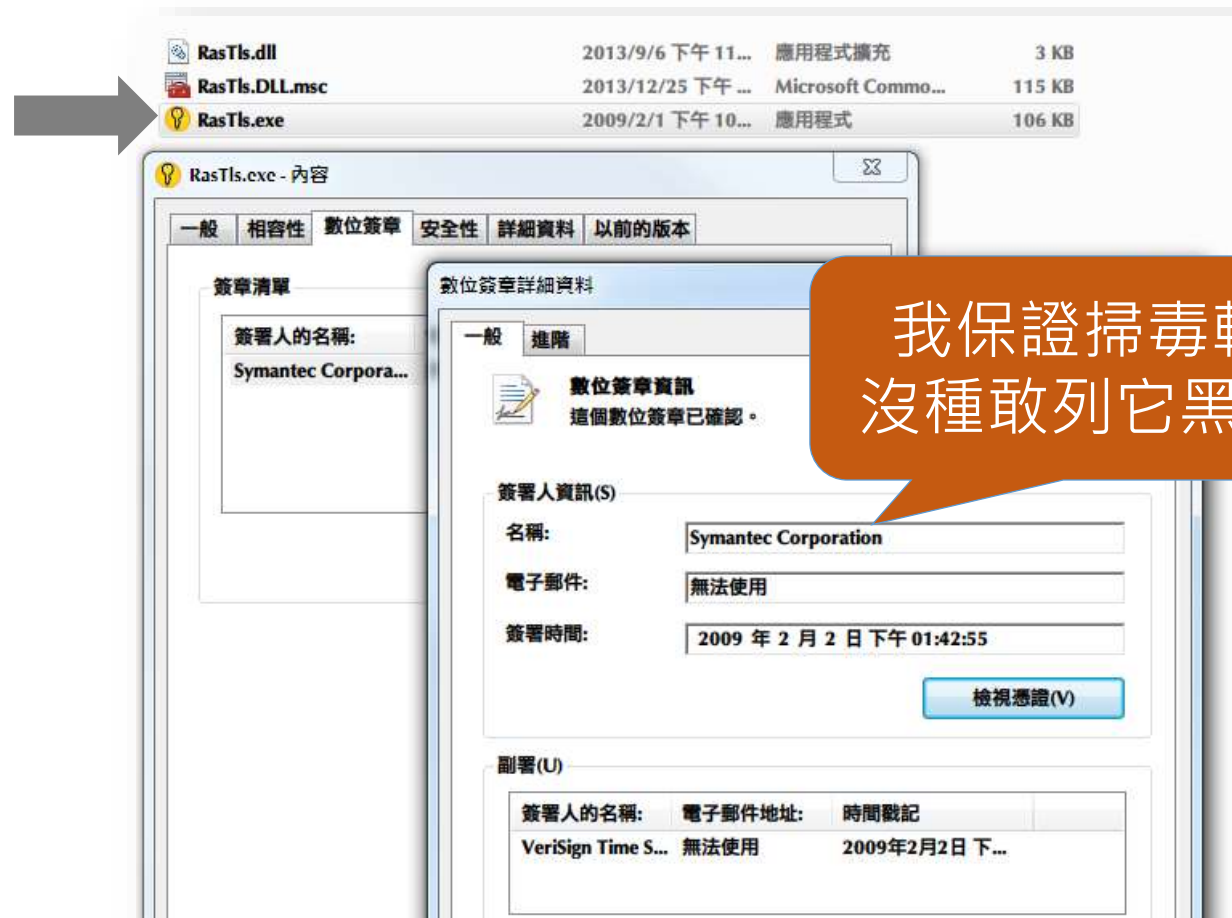 RasTls.dll 2013/9/6 下午 11... 應用程式擴充 3 KB
RasTls.DLL.msc 2013/12/25 下午 ... Microsoft Commo... 115 KB
RasTls.exe 2009/2/1 下午 10... 應用程式 106 KB
RasTls.exe - 內容
一般 相容性 數位簽章 安全性 詳細資料 以前的版本
簽章清單
簽署人的名稱:
Symantec Corpora...
數位簽章詳細資料
一般 進階
數位簽章資訊
這個數位簽章已確認。
我保證掃毒
沒種敢列它黑
簽署人資訊(S)
名稱: Symantec Corporation
電子郵件: 無法使用
簽署時間: 2009 年 2 月 2 日 下午 01:42:55
檢視憑證(V)
副署(U)
簽署人的名稱: 電子郵件地址: 時間戳記
VeriSign Time S... 無法使用 2009年2月2日 下...